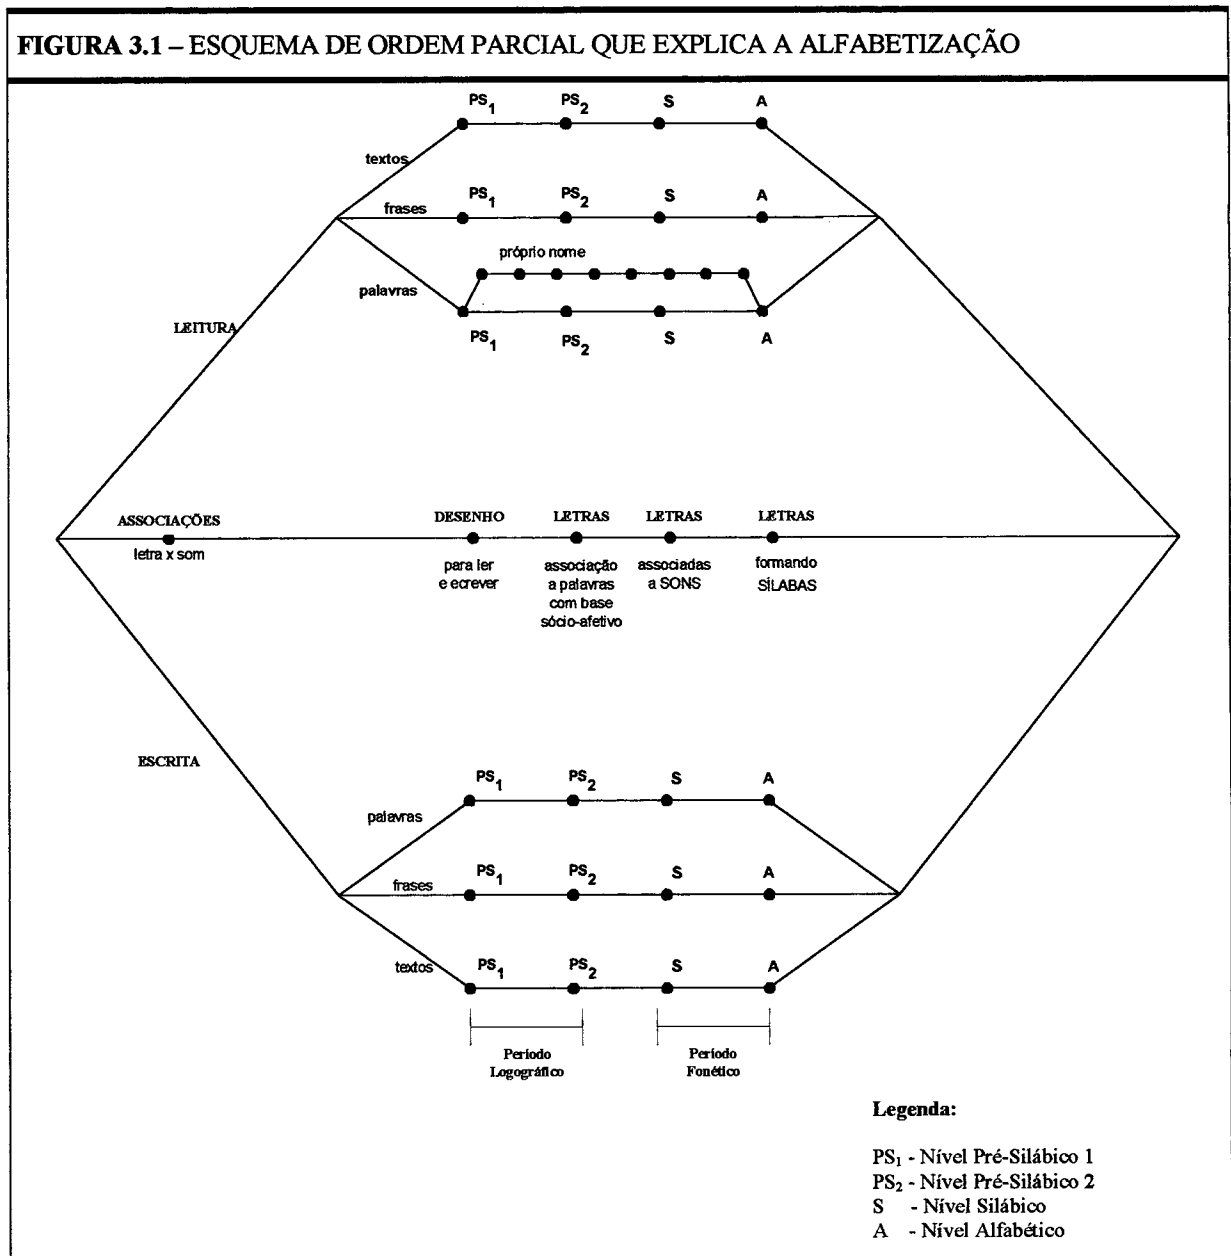 FIGURA 3.1 – ESQUEMA DE ORDEM PARCIAL QUE EXPLICA A ALFABETIZAÇÃO
PS₁ PS₂ S A
textos
PS₁ PS₂ S A
frases
próprio nome
palavras
PS₁ PS₂ S A
LEITURA
ASSOCIAÇÕES DESENHO LETRAS LETRAS LETRAS
letra x som
para ler associação associadas formando
e ecrever a palavras a SONS SÍLABAS
com base
sócio-afetivo
ESCRITA
PS₁ PS₂ S A
palavras
PS₁ PS₂ S A
frases
PS₁ PS₂ S A
textos
Período Período
Logográfico Fonético
Legenda:
PS₁ - Nível Pré-Silábico 1
PS₂ - Nível Pré-Silábico 2
S - Nível Silábico
A - Nível Alfabético